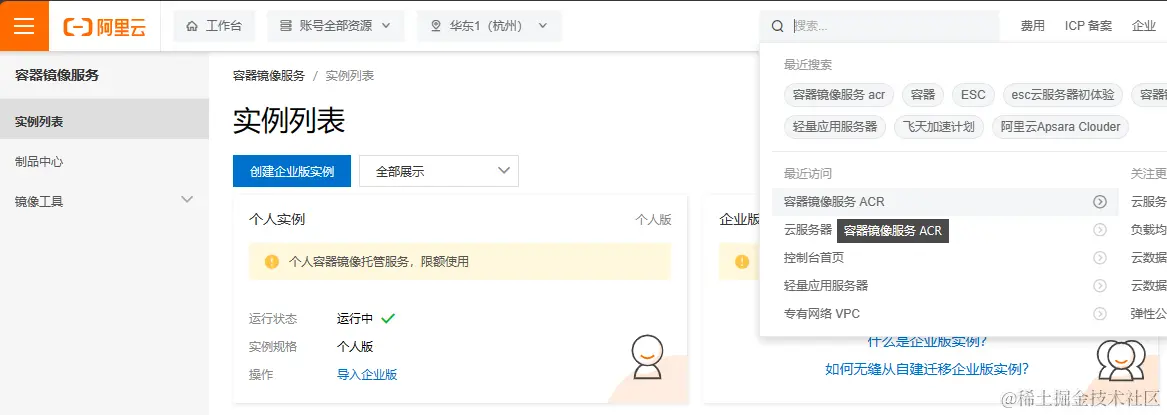 阿里云 工作台 账号全部资源 华东1（杭州） 搜索... 费用 ICP 备案 企业
容器镜像服务
实例列表
制品中心
镜像工具
容器镜像服务 / 实例列表
实例列表
创建企业版实例 全部展示
个人实例 个人版
个人容器镜像托管服务，限额使用
运行状态 运行中
实例规格 个人版
操作 导入企业版
企业版
什么是企业版实例?
如何无缝从自建迁移企业版实例?
最近搜索
容器镜像服务 acr 容器 ESC esc云服务器初体验
轻量应用服务器 飞天加速计划 阿里云Apsara Clouder
最近访问 关注更
容器镜像服务 ACR 云服务
云服务器 容器镜像服务 ACR 负载均
控制台首页 云数据
轻量应用服务器 云数据
专有网络 VPC 弹性公
@稀土掘金技术社区